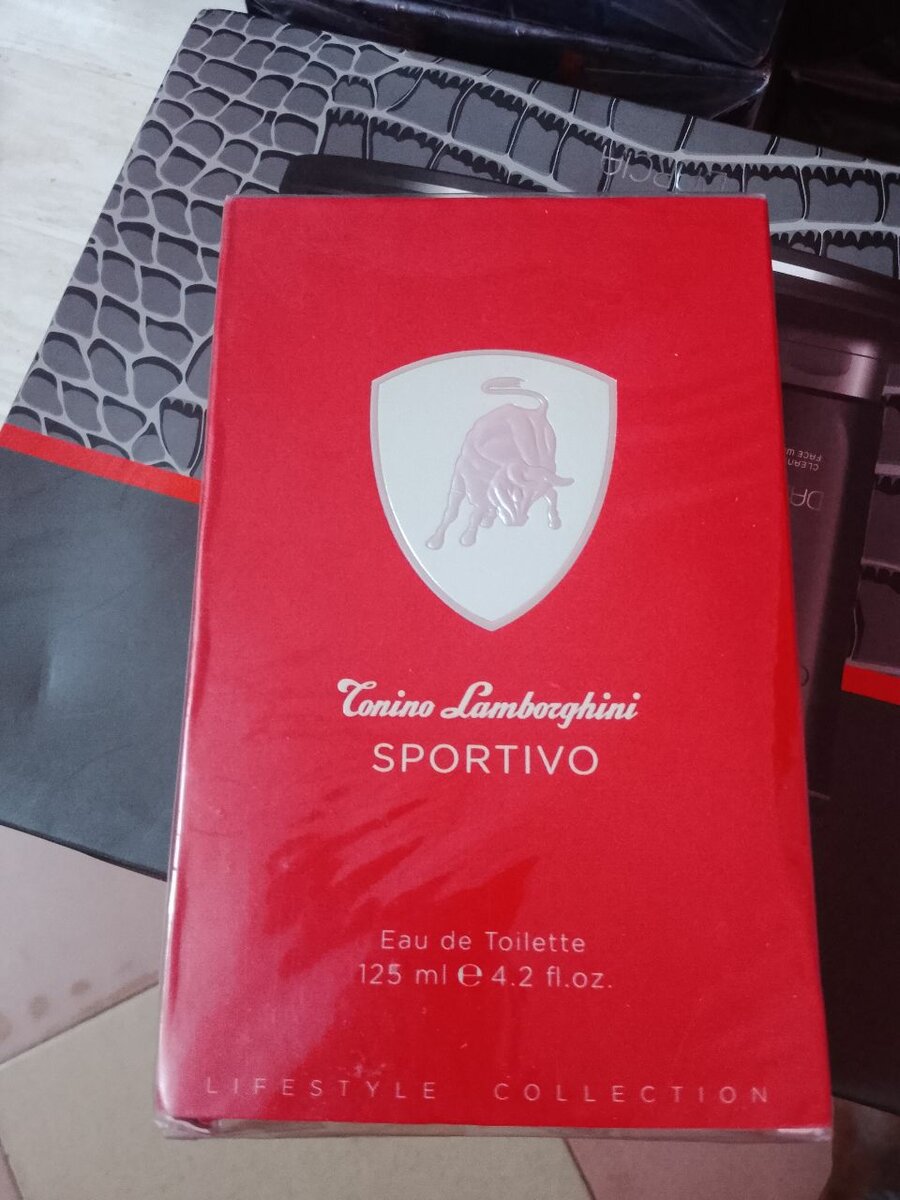 Tonino Lamborghini
SPORTIVO
Eau de Toilette
125 ml ℮ 4.2 fl.oz.
LIFESTYLE COLLECTION